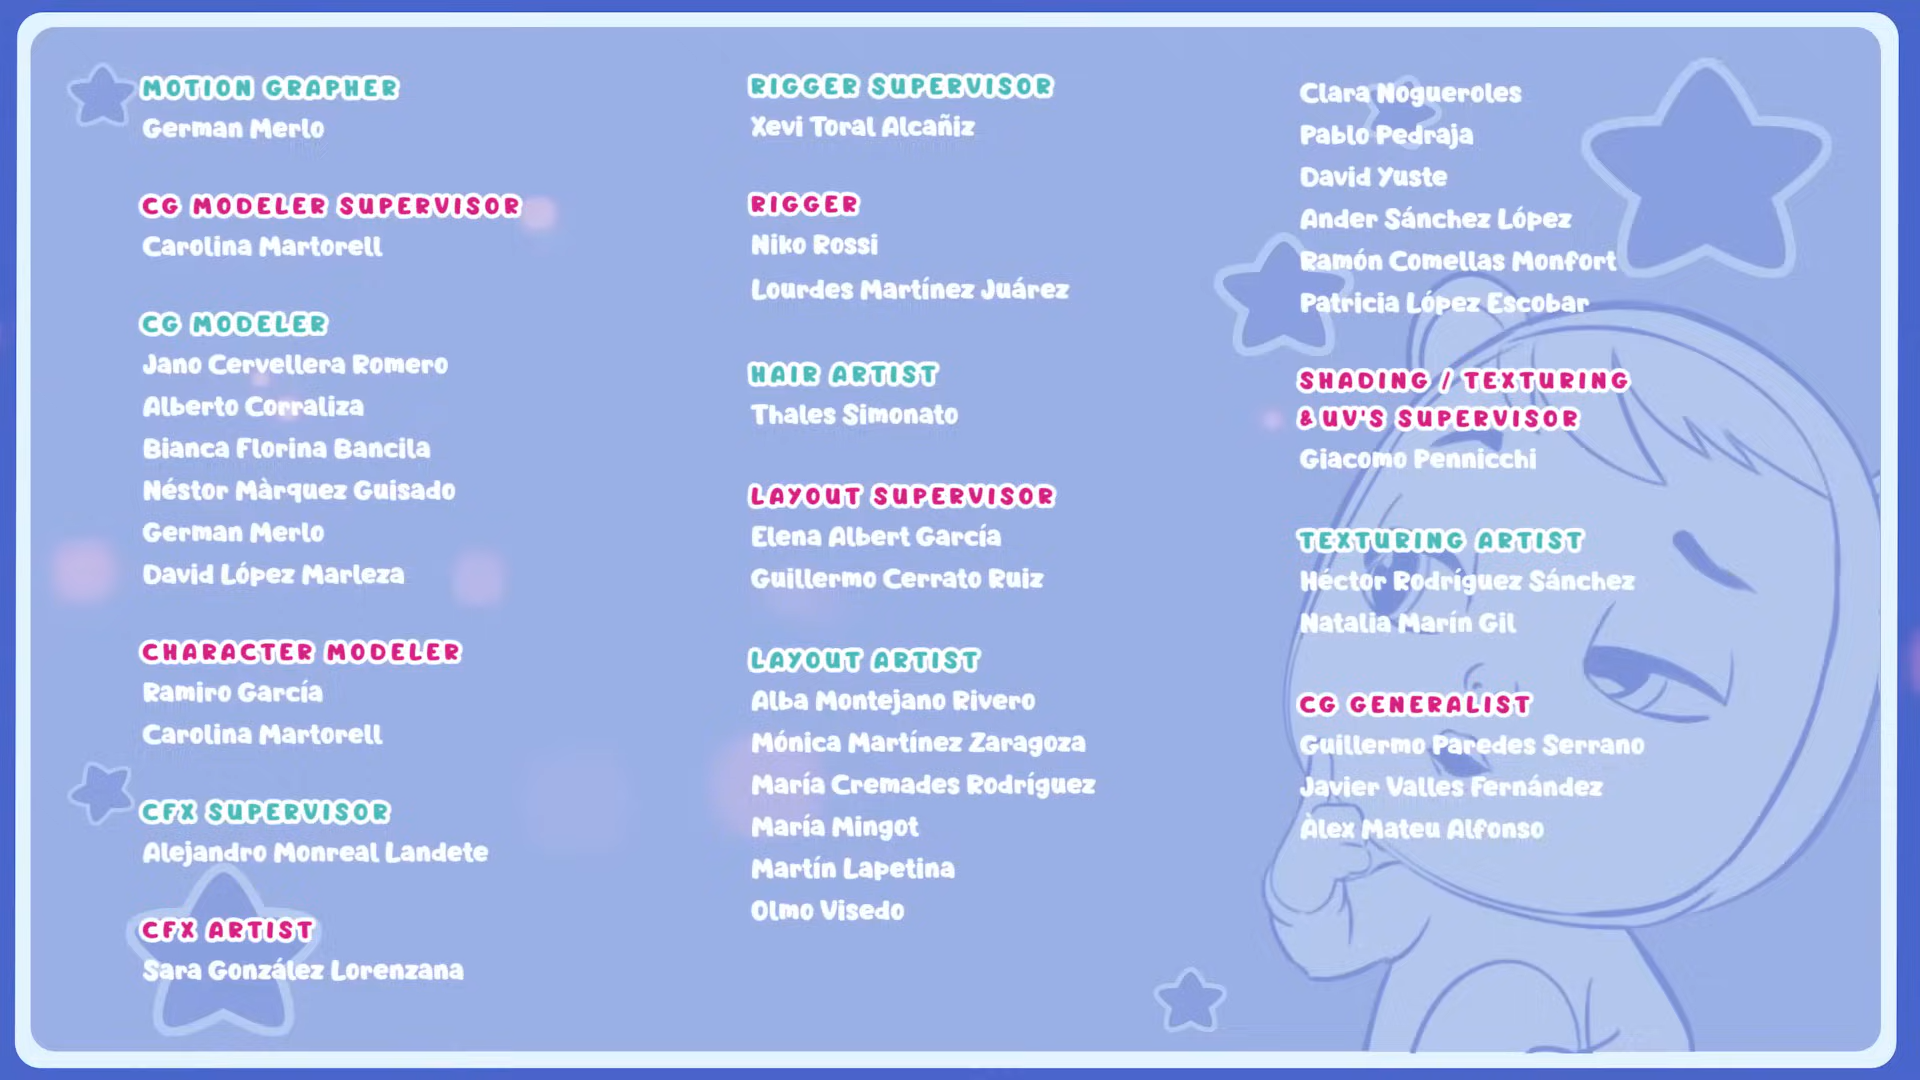 MOTION GRAPHER
German Merlo
CG MODELER SUPERVISOR
Carolina Martorell
CG MODELER
Jano Cervellera Romero
Alberto Corraliza
Bianca Florina Bancila
Néstor Màrquez Guisado
German Merlo
David López Marleza
CHARACTER MODELER
Ramiro García
Carolina Martorell
CFX SUPERVISOR
Alejandro Monreal Landete
CFX ARTIST
Sara González Lorenzana
RIGGER SUPERVISOR
Xevi Toral Alcañiz
RIGGER
Niko Rossi
Lourdes Martínez Juárez
HAIR ARTIST
Thales Simonato
LAYOUT SUPERVISOR
Elena Albert García
Guillermo Cerrato Ruiz
LAYOUT ARTIST
Alba Montejano Rivero
Mónica Martínez Zaragoza
María Cremades Rodríguez
María Mingot
Martín Lapetina
Olmo Visedo
Clara Nogueroles
Pablo Pedraja
David Yuste
Ander Sánchez López
Ramón Comellas Monfort
Patricia López Escobar
SHADING / TEXTURING
& UV'S SUPERVISOR
Giacomo Pennicchi
TEXTURING ARTIST
Héctor Rodríguez Sánchez
Natalia Marín Gil
CG GENERALIST
Guillermo Paredes Serrano
Javier Valles Fernández
Àlex Mateu Alfonso